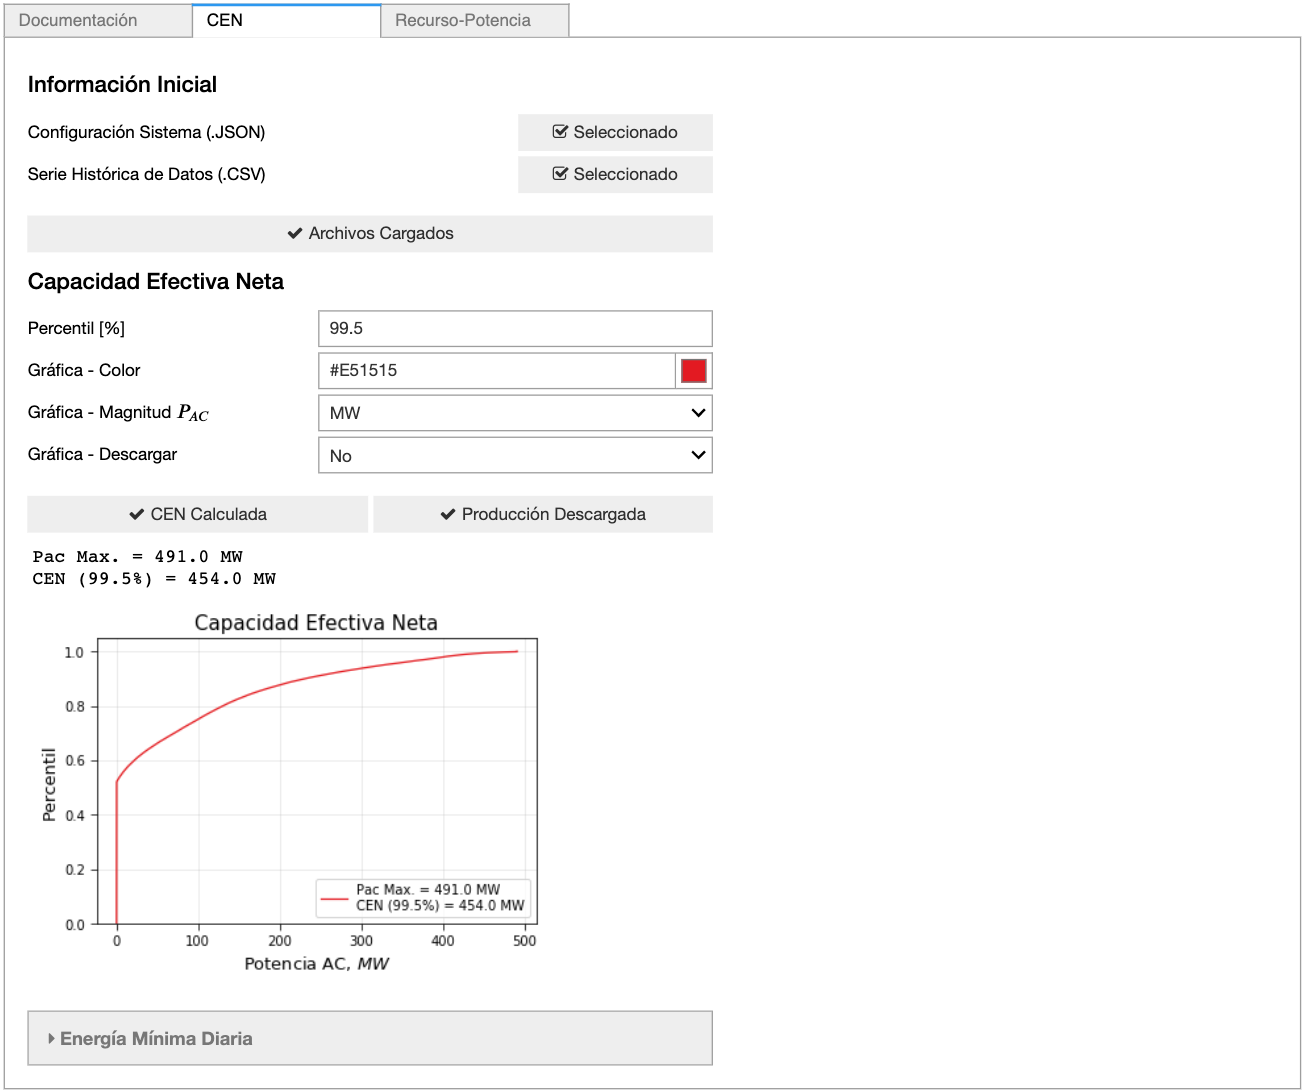 Documentación CEN Recurso-Potencia
Información Inicial
Configuración Sistema (.JSON) Seleccionado
Serie Histórica de Datos (.CSV) Seleccionado
Archivos Cargados
Capacidad Efectiva Neta
Percentil [%] 99.5
Gráfica - Color #E51515
Gráfica - Magnitud P_AC MW
Gráfica - Descargar No
CEN Calculada Producción Descargada
Pac Max. = 491.0 MW
CEN (99.5%) = 454.0 MW
Capacidad Efectiva Neta
1.0
0.8
0.6
0.4
0.2
0.0
Percentil
Pac Max. = 491.0 MW
CEN (99.5%) = 454.0 MW
0 100 200 300 400 500
Potencia AC, MW
Energía Mínima Diaria